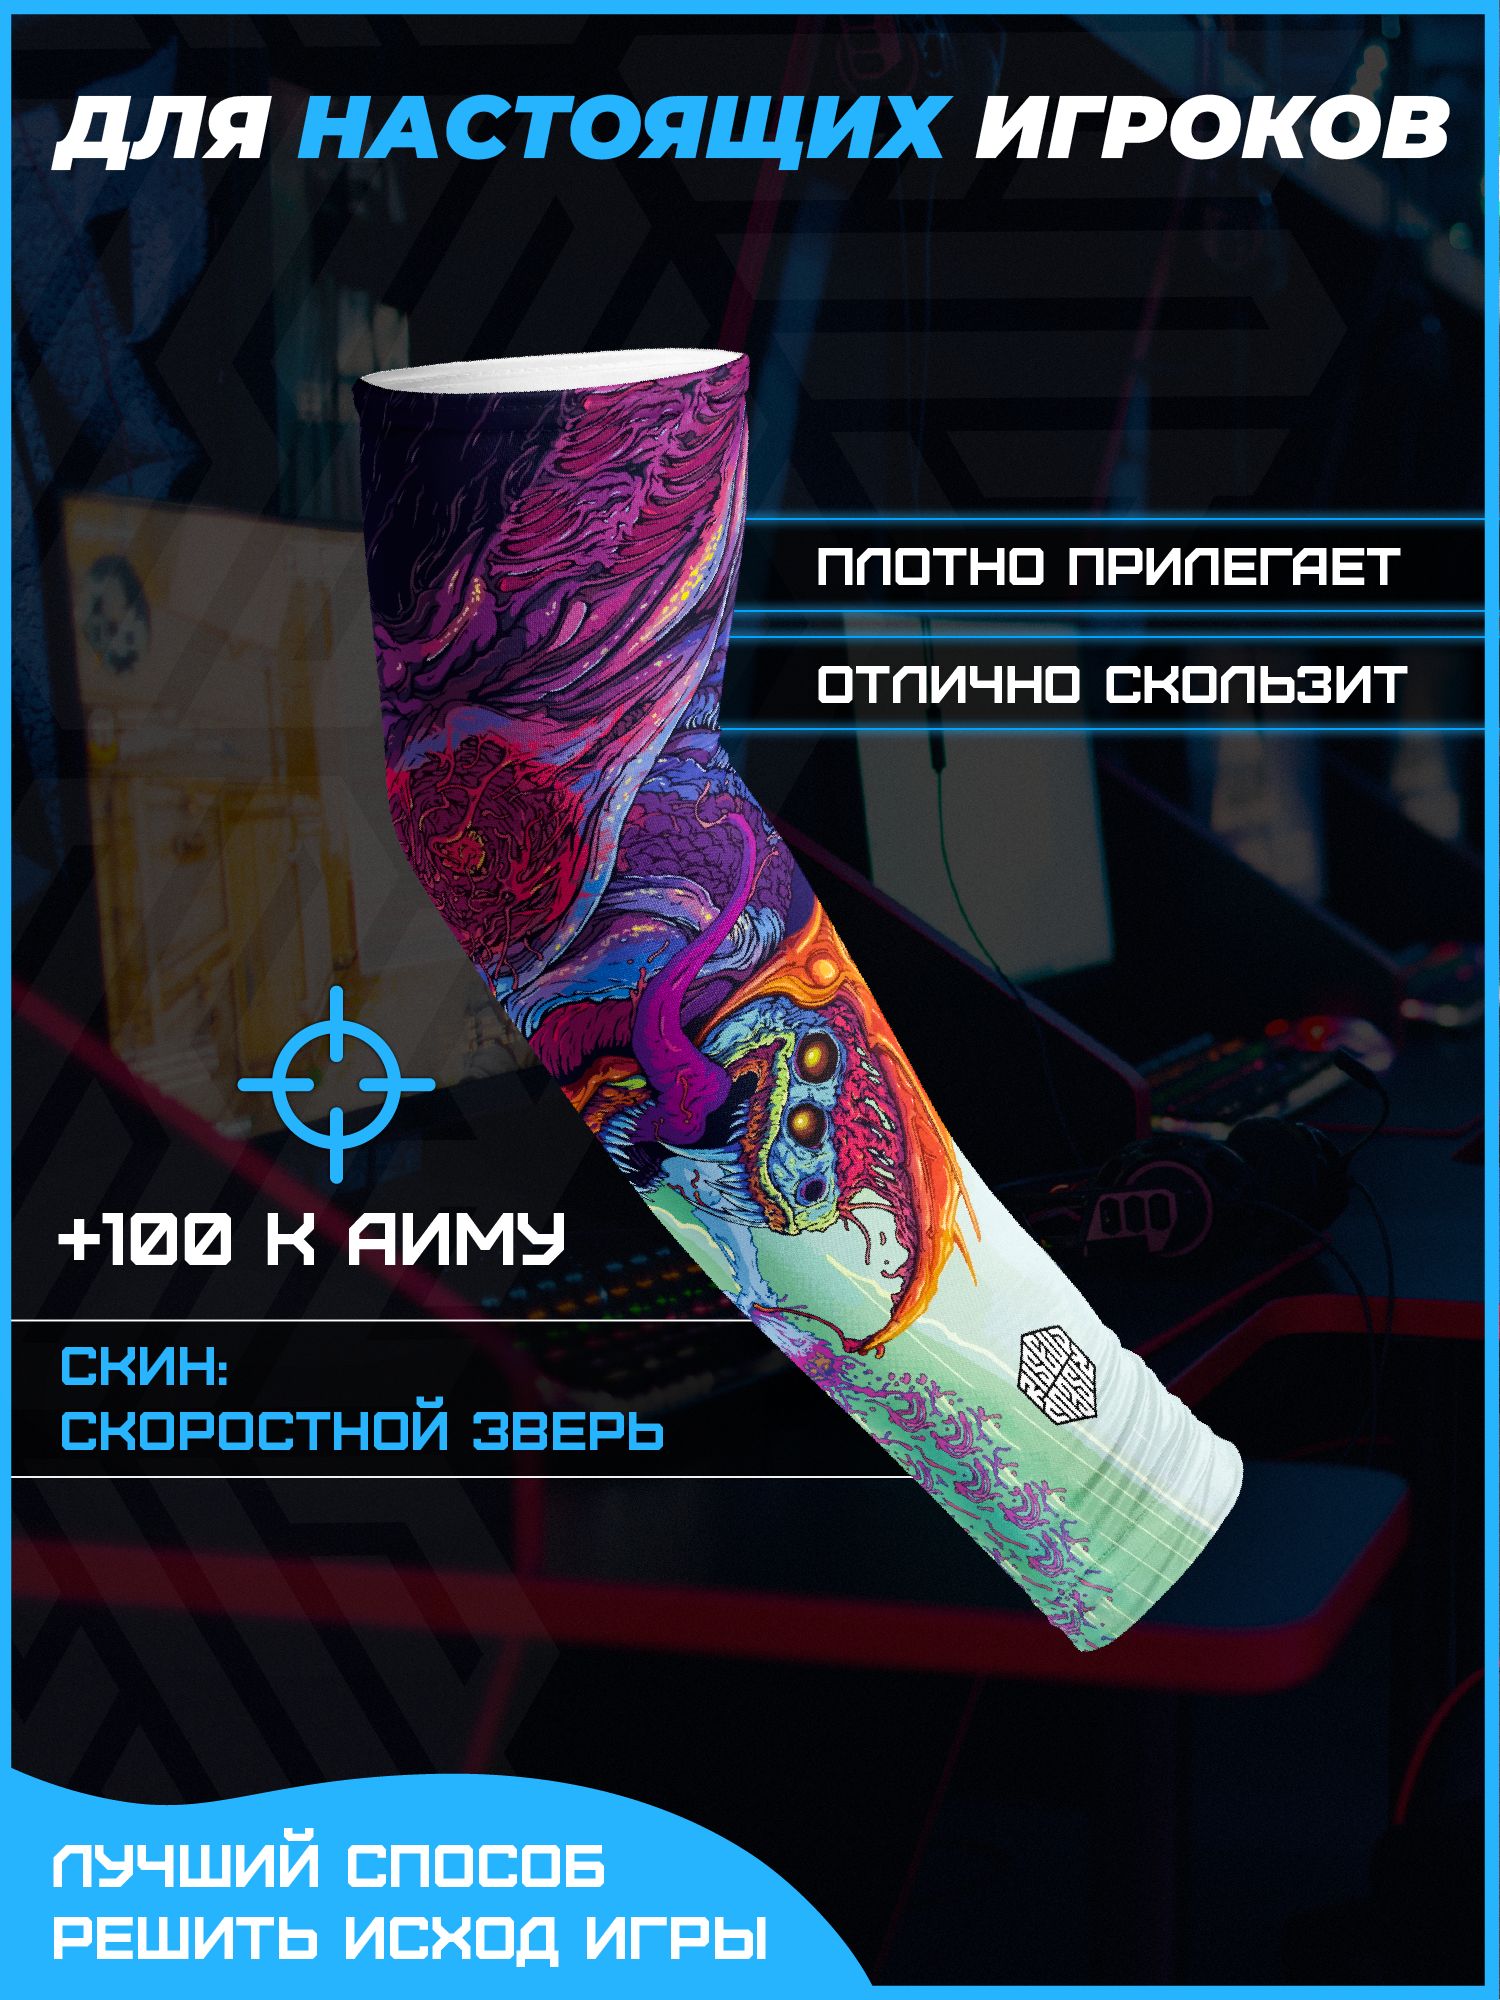 ДЛЯ НАСТОЯЩИХ ИГРОКОВ
ПЛОТНО ПРИЛЕГАЕТ
ОТЛИЧНО СКОЛЬЗИТ
+100 К АИМУ
СКИН:
СКОРОСТНОЙ ЗВЕРЬ
ЛУЧШИЙ СПОСОБ
РЕШИТЬ ИСХОД ИГРЫ